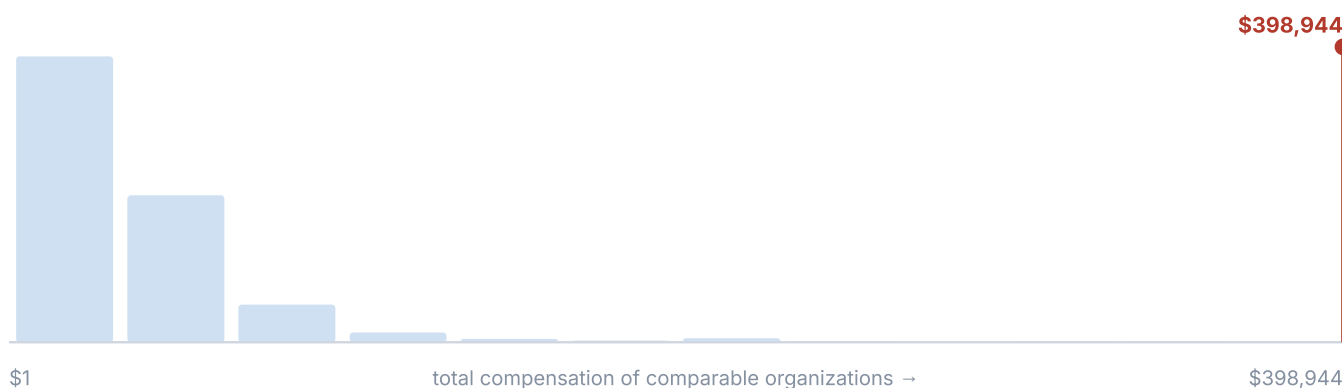 $398,944
$1 total compensation of comparable organizations → $398,944